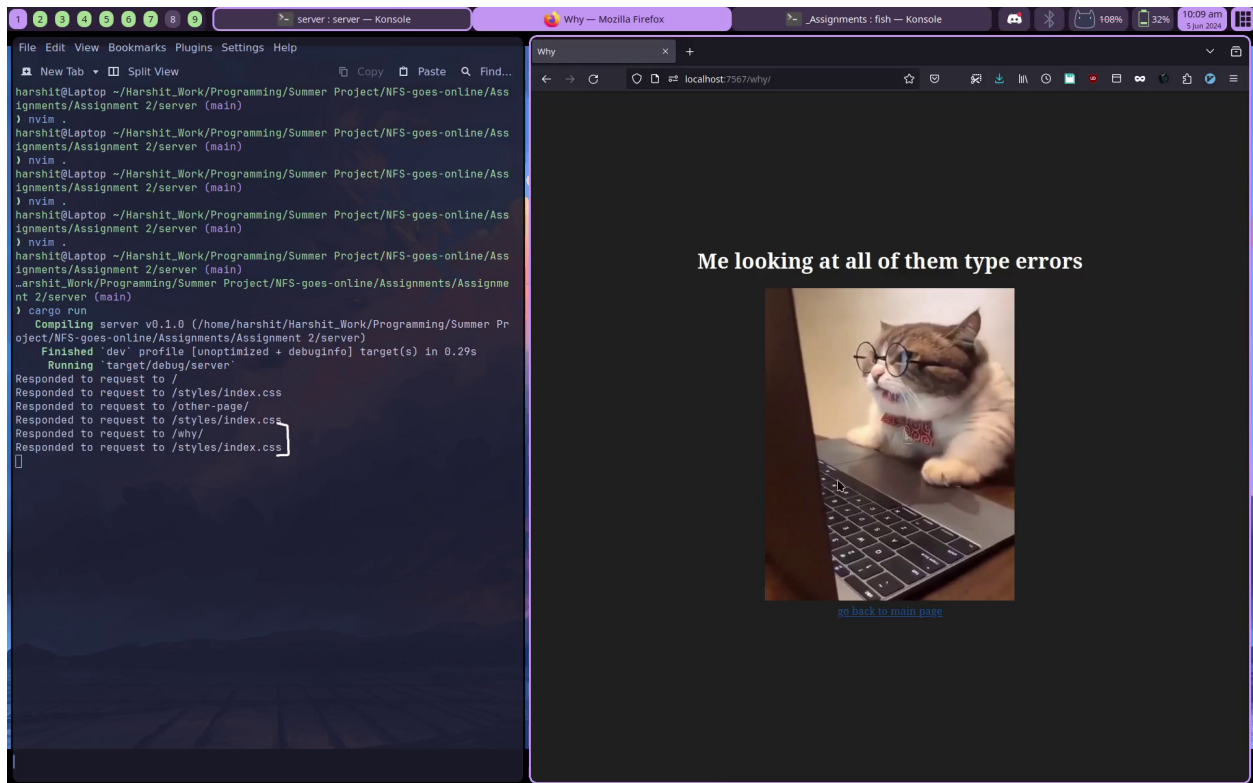 1 2 3 4 5 6 7 8 9
server : server — Konsole
Why — Mozilla Firefox
_Assignments : fish — Konsole
108%
32%
10:09 am
5 Jun 2024
File Edit View Bookmarks Plugins Settings Help
New Tab Split View Copy Paste Find...
harshit@Laptop ~/Harshit_Work/Programming/Summer Project/NFS-goes-online/Ass
ignments/Assignment 2/server (main)
❯ nvim .
harshit@Laptop ~/Harshit_Work/Programming/Summer Project/NFS-goes-online/Ass
ignments/Assignment 2/server (main)
❯ nvim .
harshit@Laptop ~/Harshit_Work/Programming/Summer Project/NFS-goes-online/Ass
ignments/Assignment 2/server (main)
❯ nvim .
harshit@Laptop ~/Harshit_Work/Programming/Summer Project/NFS-goes-online/Ass
ignments/Assignment 2/server (main)
❯ nvim .
harshit@Laptop ~/Harshit_Work/Programming/Summer Project/NFS-goes-online/Ass
ignments/Assignment 2/server (main)
…arshit_Work/Programming/Summer Project/NFS-goes-online/Assignments/Assignme
nt 2/server (main)
❯ cargo run
Compiling server v0.1.0 (/home/harshit/Harshit_Work/Programming/Summer Pr
oject/NFS-goes-online/Assignments/Assignment 2/server)
Finished `dev` profile [unoptimized + debuginfo] target(s) in 0.29s
Running `target/debug/server`
Responded to request to /
Responded to request to /styles/index.css
Responded to request to /other-page/
Responded to request to /styles/index.css
Responded to request to /why/
Responded to request to /styles/index.css
Why
localhost:7567/why/
Me looking at all of them type errors
go back to main page